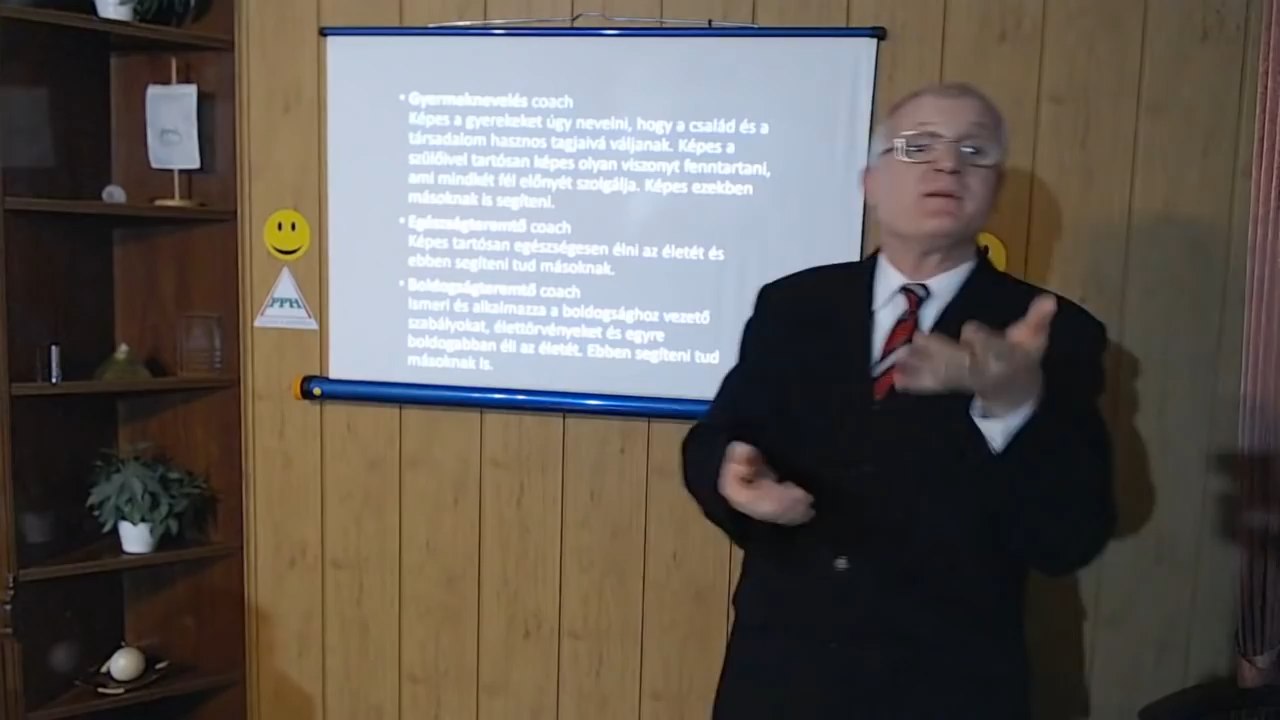 • Gyermeknevelés coach
Képes a gyerekeket úgy nevelni, hogy a család és a
társadalom hasznos tagjaivá váljanak. Képes a
szülőivel tartósan képes olyan viszonyt fenntartani,
ami mindkét fél előnyét szolgálja. Képes ezekben
másoknak is segíteni.
• Egészségteremtő coach
Képes tartósan egészségesen élni az életét és
ebben segíteni tud másoknak.
• Boldogságteremtő coach
Ismeri és alkalmazza a boldogsághoz vezető
szabályokat, élettörvényeket és egyre
boldogabban éli az életét. Ebben segíteni tud
másoknak is.
PPH